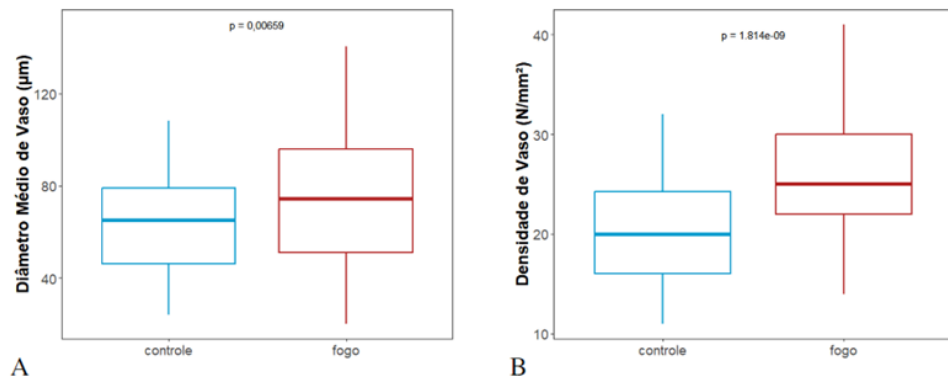 p = 0,00659
Diâmetro Médio de Vaso (µm)
120
80
40
controle
fogo
A
p = 1.814e-09
Densidade de Vaso (N/mm²)
40
30
20
10
controle
fogo
B